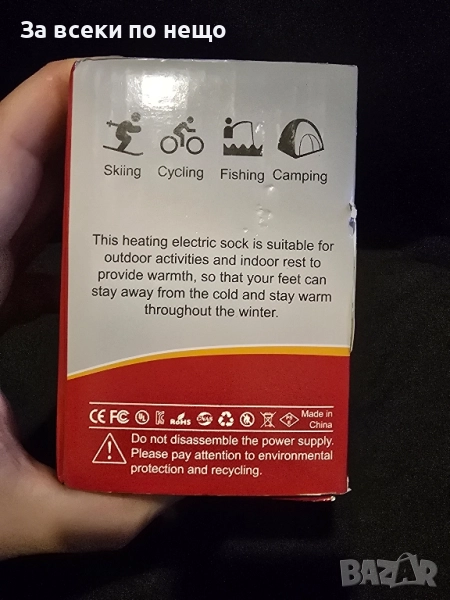 За всеки по нещо
Skiing Cycling Fishing Camping
This heating electric sock is suitable for
outdoor activities and indoor rest to
provide warmth, so that your feet can
stay away from the cold and stay warm
throughout the winter.
CE FC UL RoHS Made in
China
Do not disassemble the power supply.
Please pay attention to environmental
protection and recycling.
BAZAR